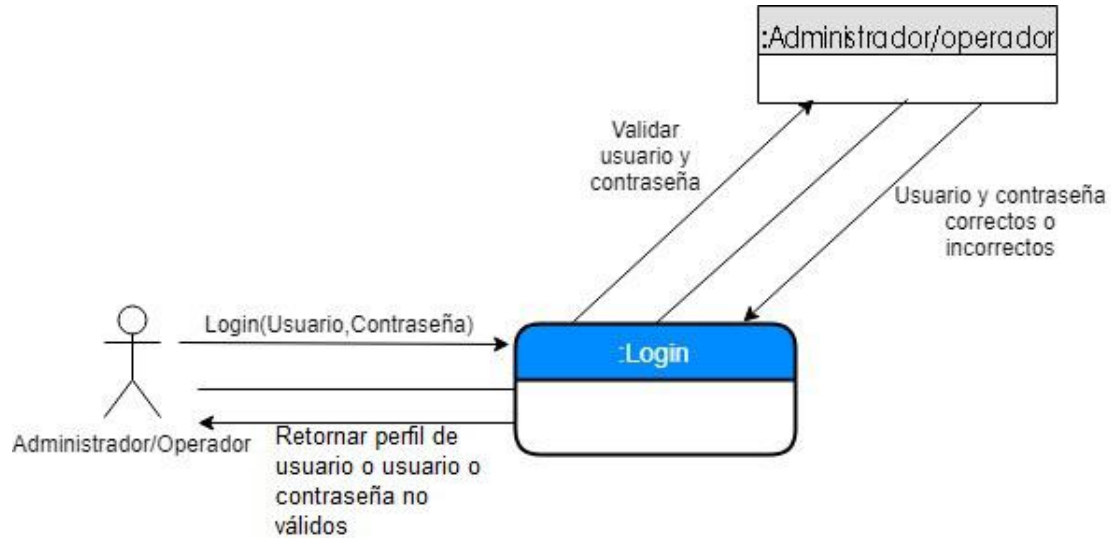 :Administrador/operador
Validar
usuario y
contraseña
Usuario y contraseña
correctos o
incorrectos
Login(Usuario,Contraseña)
:Login
Administrador/Operador
Retornar perfil de
usuario o usuario o
contraseña no
válidos